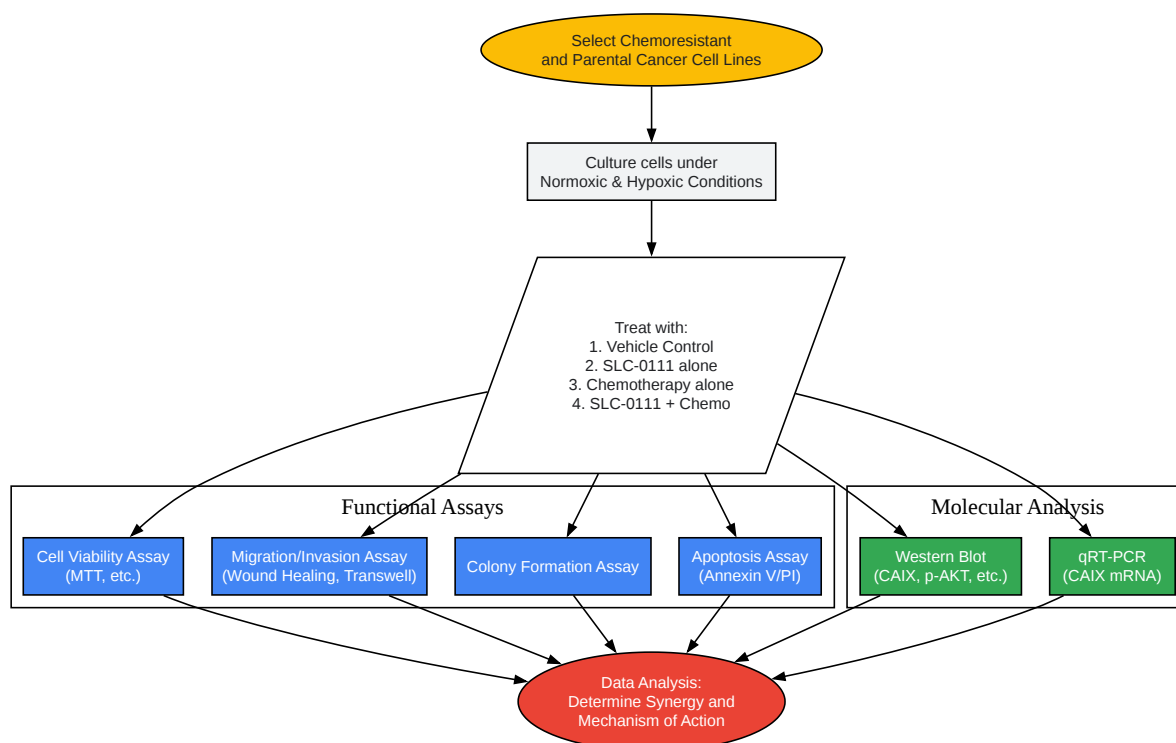 Select Chemoresistant
and Parental Cancer Cell Lines
Culture cells under
Normoxic & Hypoxic Conditions
Treat with:
1. Vehicle Control
2. SLC-0111 alone
3. Chemotherapy alone
4. SLC-0111 + Chemo
Functional Assays
Molecular Analysis
Cell Viability Assay
(MTT, etc.)
Migration/Invasion Assay
(Wound Healing, Transwell)
Colony Formation Assay
Apoptosis Assay
(Annexin V/PI)
Western Blot
(CAIX, p-AKT, etc.)
qRT-PCR
(CAIX mRNA)
Data Analysis:
Determine Synergy and
Mechanism of Action